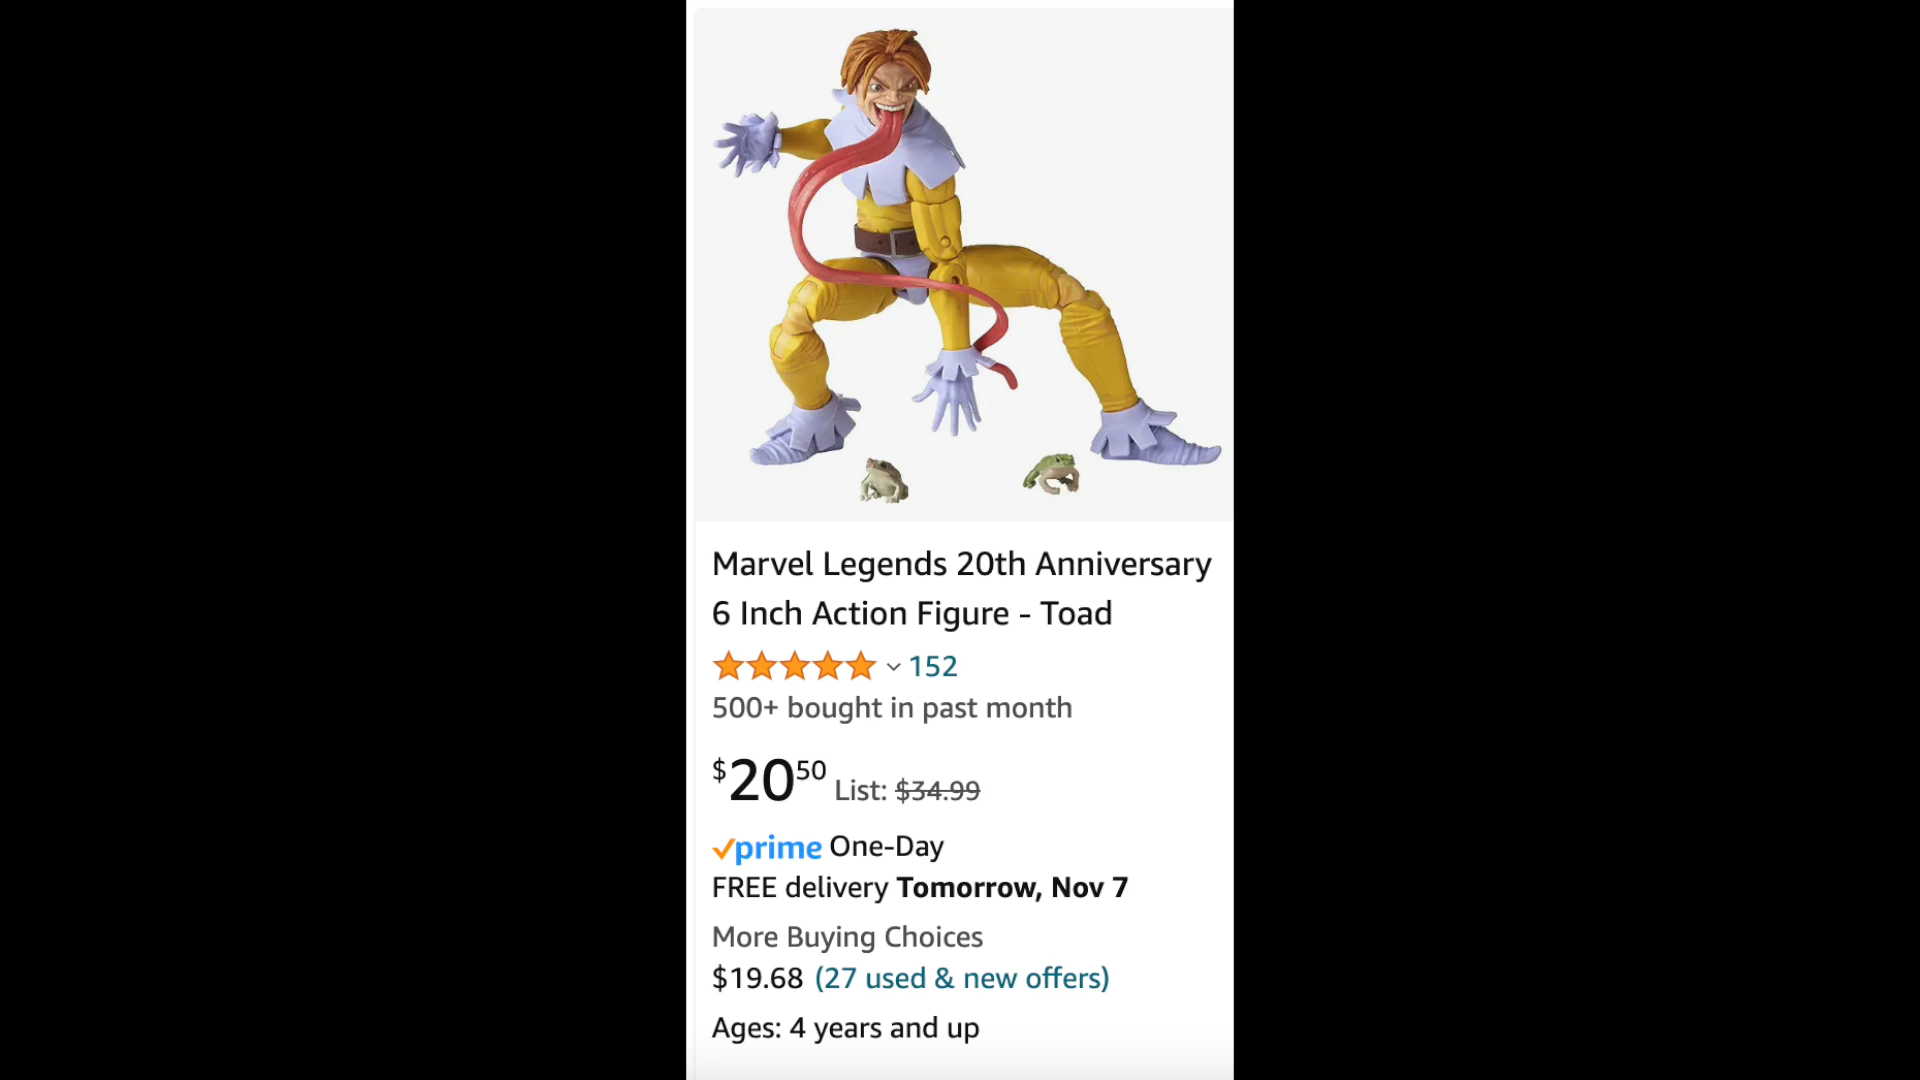 Marvel Legends 20th Anniversary
6 Inch Action Figure - Toad
152
500+ bought in past month
$20.50 List: $34.99
prime One-Day
FREE delivery Tomorrow, Nov 7
More Buying Choices
$19.68 (27 used & new offers)
Ages: 4 years and up